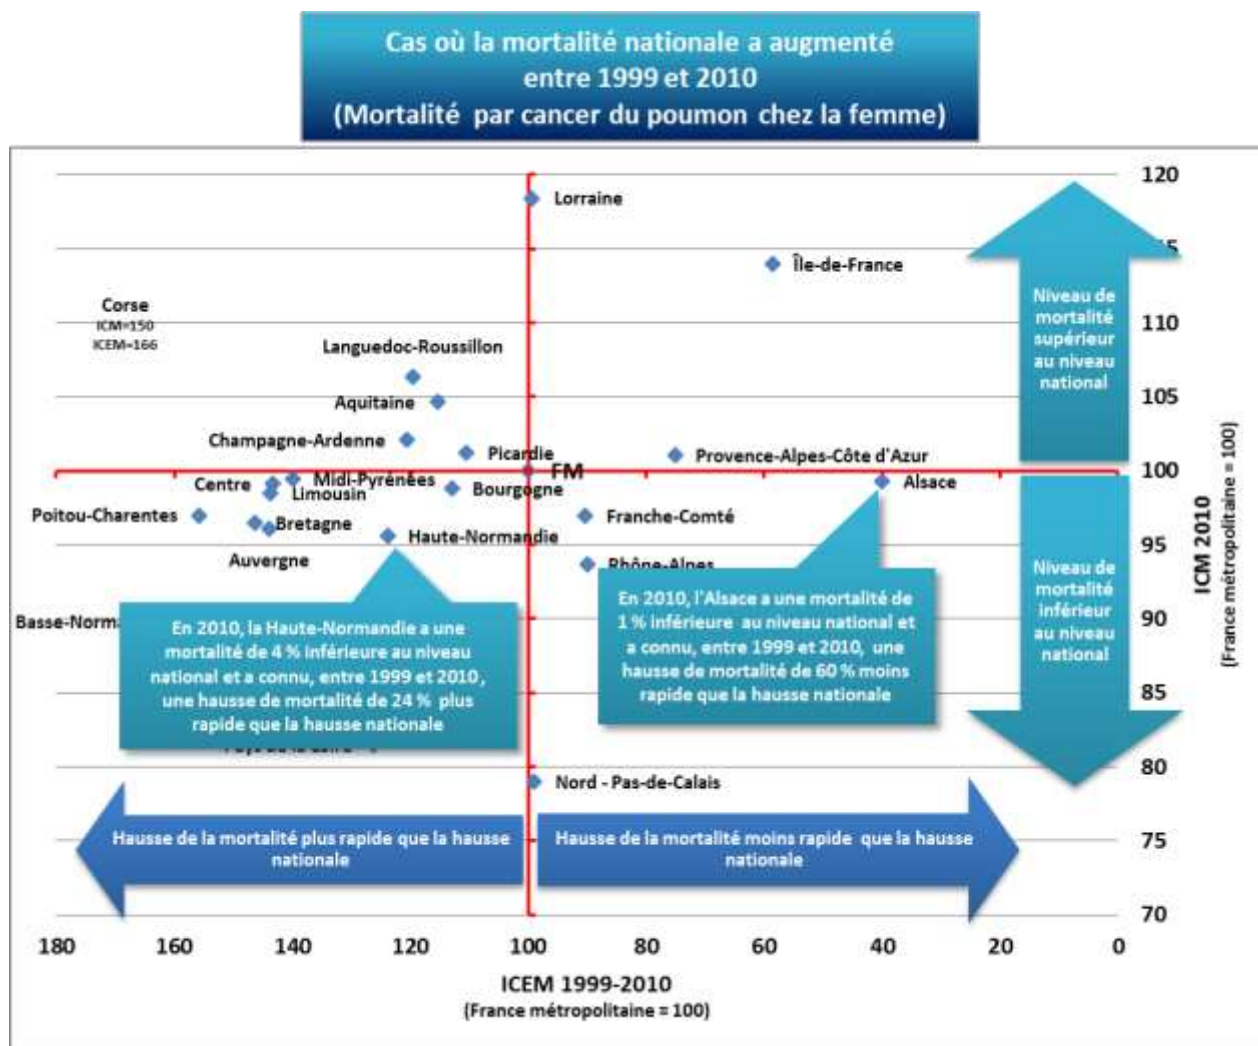 Cas où la mortalité nationale a augmenté
entre 1999 et 2010
(Mortalité par cancer du poumon chez la femme)
120
Lorraine
Île-de-France
Corse
ICM=150
ICEM=166
110
Languedoc-Roussillon
Aquitaine
105
Champagne-Ardenne
Picardie
Provence-Alpes-Côte d'Azur
100
FM
Centre
Midi-Pyrénées
Limousin
Bourgogne
Alsace
Poitou-Charentes
Bretagne
Franche-Comté
Auvergne
Haute-Normandie
95
Rhône-Alpes
90
85
80
Nord - Pas-de-Calais
75
70
Niveau de
mortalité
supérieur
au niveau
national
Niveau de
mortalité
inférieur
au niveau
national
ICM 2010
(France métropolitaine = 100)
En 2010, la Haute-Normandie a une
mortalité de 4 % inférieure au niveau
national et a connu, entre 1999 et 2010 ,
une hausse de mortalité de 24 % plus
rapide que la hausse nationale
En 2010, l'Alsace a une mortalité de
1 % inférieure au niveau national et
a connu, entre 1999 et 2010, une
hausse de mortalité de 60 % moins
rapide que la hausse nationale
Hausse de la mortalité plus rapide que la hausse
nationale
Hausse de la mortalité moins rapide que la hausse
nationale
180 160 140 120 100 80 60 40 20 0
ICEM 1999-2010
(France métropolitaine = 100)